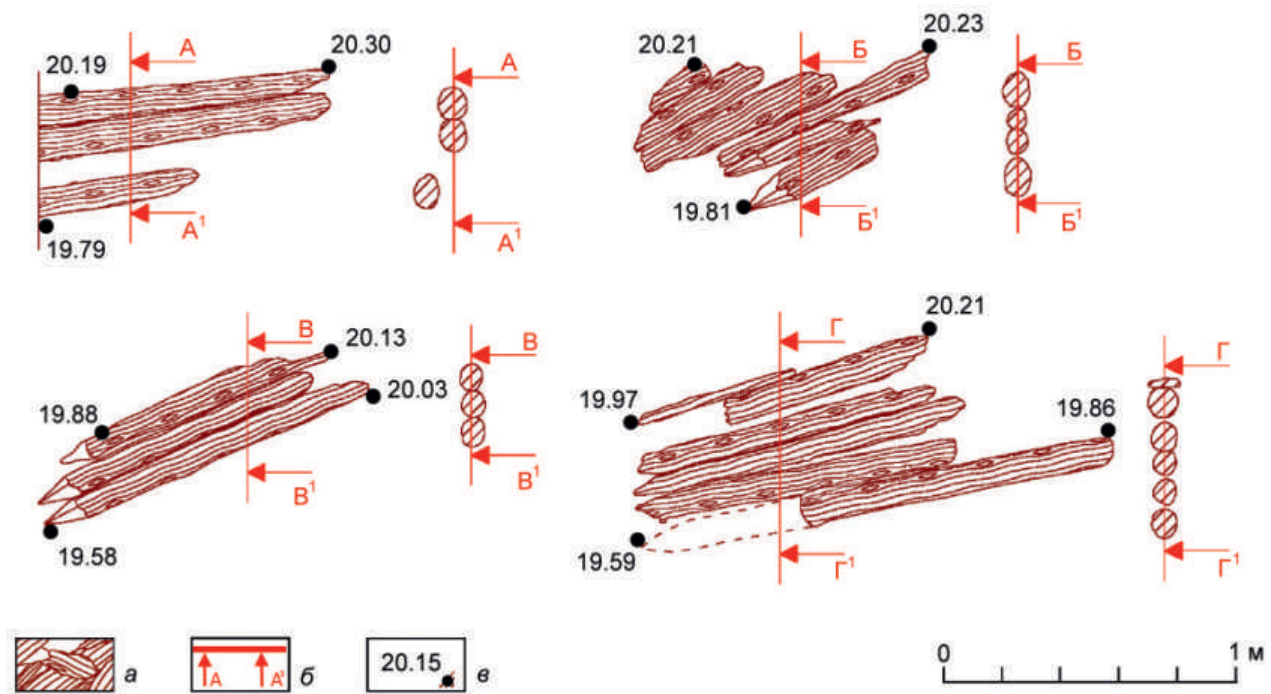 А
20.30
20.19
А
19.79
А¹
А¹
20.21
Б
20.23
Б
19.81
Б¹
Б¹
В
20.13
В
19.88
20.03
В¹
В¹
19.58
Г
20.21
Г
19.97
19.86
19.59
Г¹
Г¹
а
А А¹ б
20.15 в
0 1 м